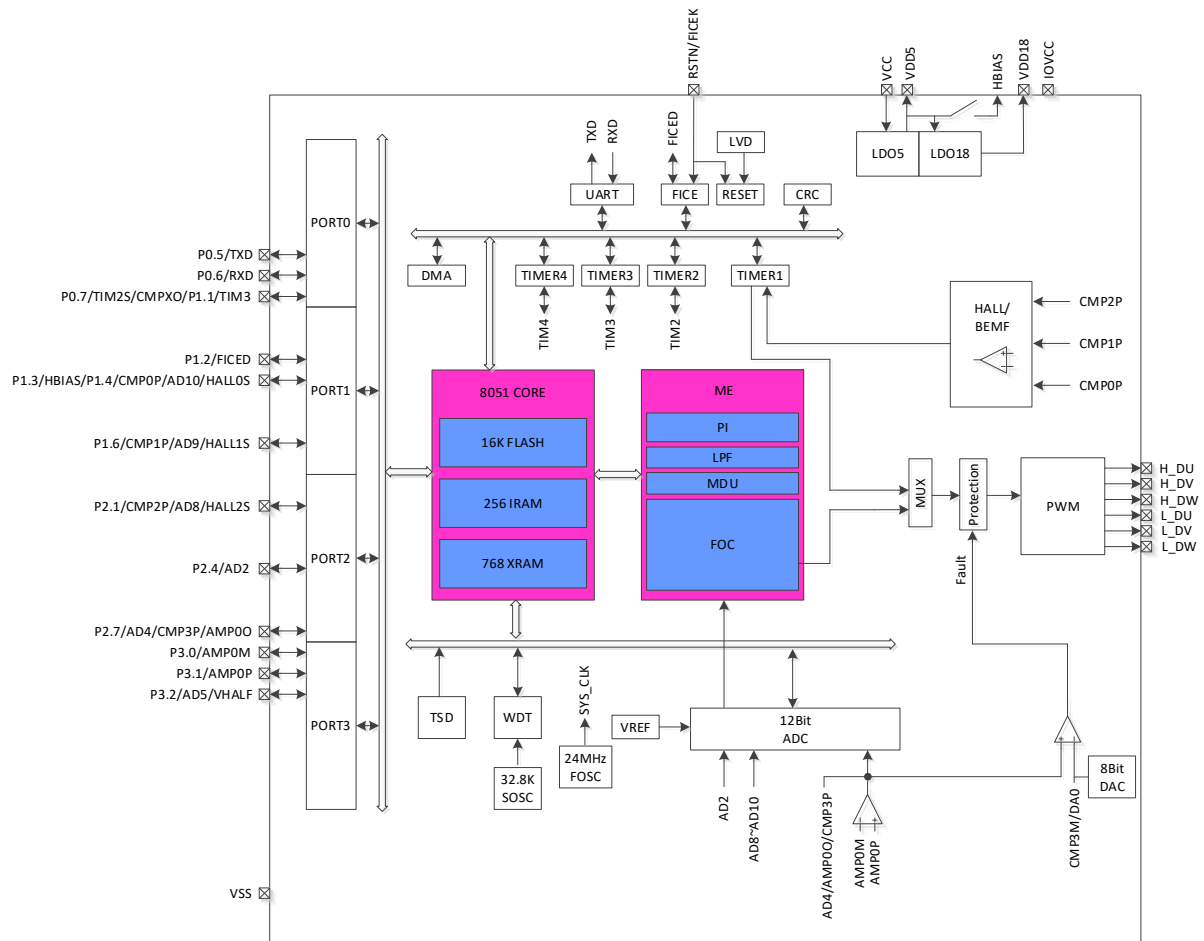 RSTN/FICEK
VCC
VDD5
HBIAS
VDD18
IOVCC
TXD
RXD
FICED
LVD
LDO5
LDO18
UART
FICE
RESET
CRC
PORT0
P0.5/TXD
P0.6/RXD
P0.7/TIM2S/CMPXO/P1.1/TIM3
DMA
TIMER4
TIMER3
TIMER2
TIMER1
TIM4
TIM3
TIM2
HALL/
BEMF
CMP2P
CMP1P
CMP0P
P1.2/FICED
P1.3/HBIAS/P1.4/CMP0P/AD10/HALL0S
PORT1
P1.6/CMP1P/AD9/HALL1S
8051 CORE
16K FLASH
256 IRAM
768 XRAM
ME
PI
LPF
MDU
FOC
MUX
Protection
PWM
H_DU
H_DV
H_DW
L_DU
L_DV
L_DW
Fault
P2.1/CMP2P/AD8/HALL2S
PORT2
P2.4/AD2
P2.7/AD4/CMP3P/AMP0O
P3.0/AMP0M
P3.1/AMP0P
P3.2/AD5/VHALF
PORT3
TSD
WDT
SYS_CLK
VREF
12Bit
ADC
32.8K
SOSC
24MHz
FOSC
AD2
AD8~AD10
AD4/AMP0O/CMP3P
AMP0M
AMP0P
CMP3M/DA0
8Bit
DAC
VSS